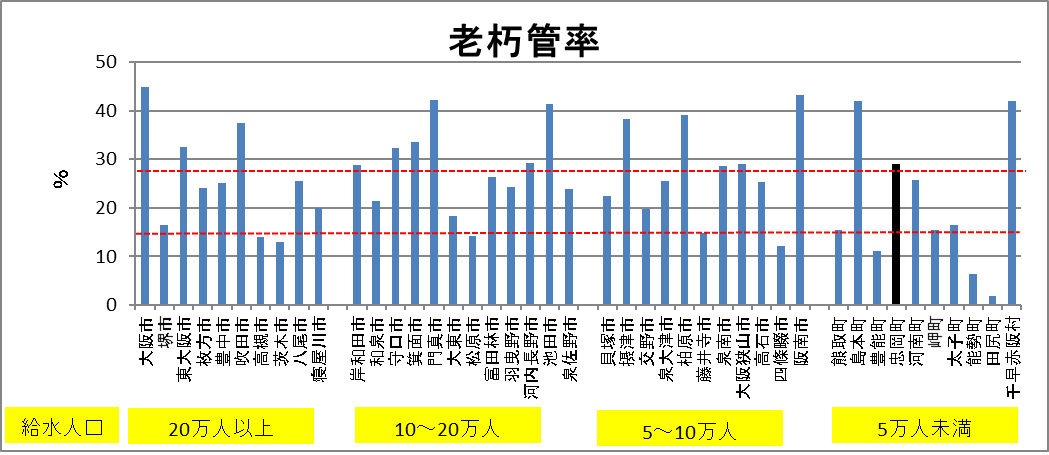 老朽管率
%
50
40
30
20
10
0
大阪市
堺市
東大阪市
枚方市
豊中市
吹田市
高槻市
茨木市
八尾市
寝屋川市
岸和田市
和泉市
守口市
箕面市
門真市
大東市
松原市
富田林市
羽曳野市
河内長野市
池田市
泉佐野市
貝塚市
摂津市
交野市
泉大津市
柏原市
藤井寺市
泉南市
大阪狭山市
高石市
四條畷市
阪南市
熊取町
島本町
豊能町
忠岡町
河南町
岬町
太子町
能勢町
田尻町
千早赤阪村
給水人口
20万人以上
10～20万人
5～10万人
5万人未満